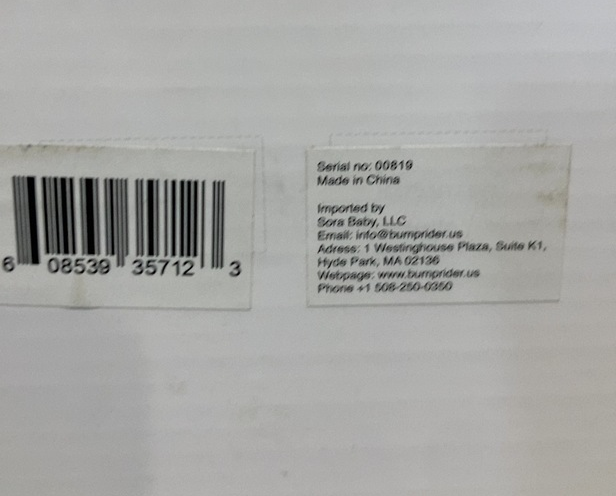 6 08539 35712 3
Serial no: 00819
Made in China
Imported by
Sora Baby, LLC
Email: info@bumprider.us
Adress: 1 Westinghouse Plaza, Suite K1,
Hyde Park, MA 02136
Webpage: www.bumprider.us
Phone +1 508-250-0350